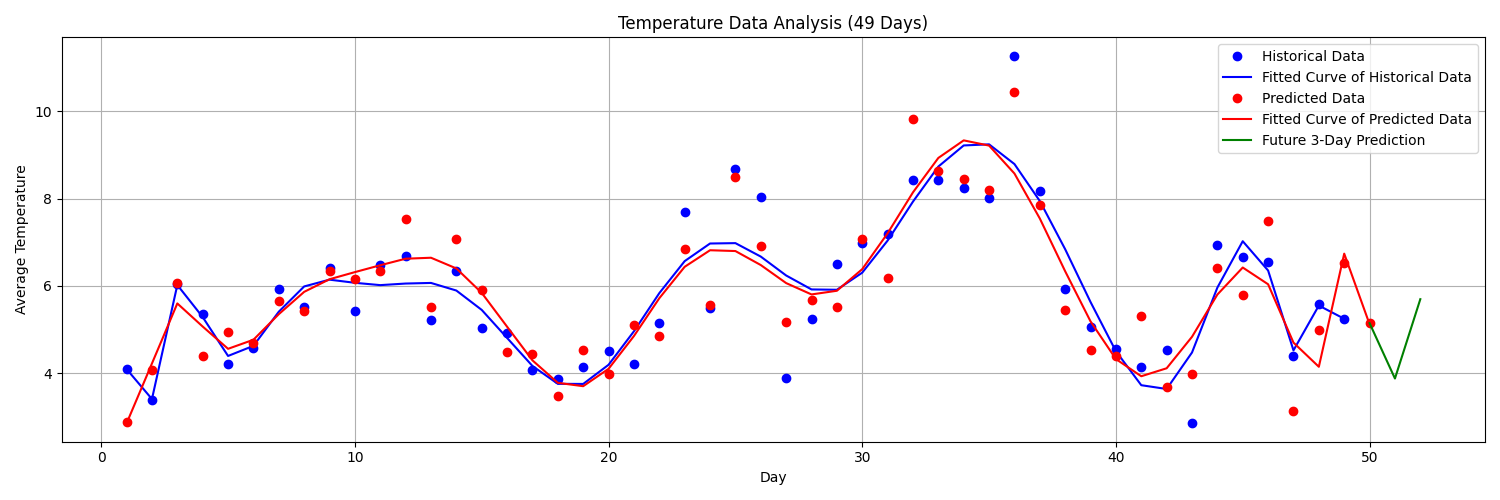 Temperature Data Analysis (49 Days)
Historical Data
Fitted Curve of Historical Data
Predicted Data
Fitted Curve of Predicted Data
Future 3-Day Prediction
Average Temperature
10
8
6
4
0 10 20 30 40 50
Day